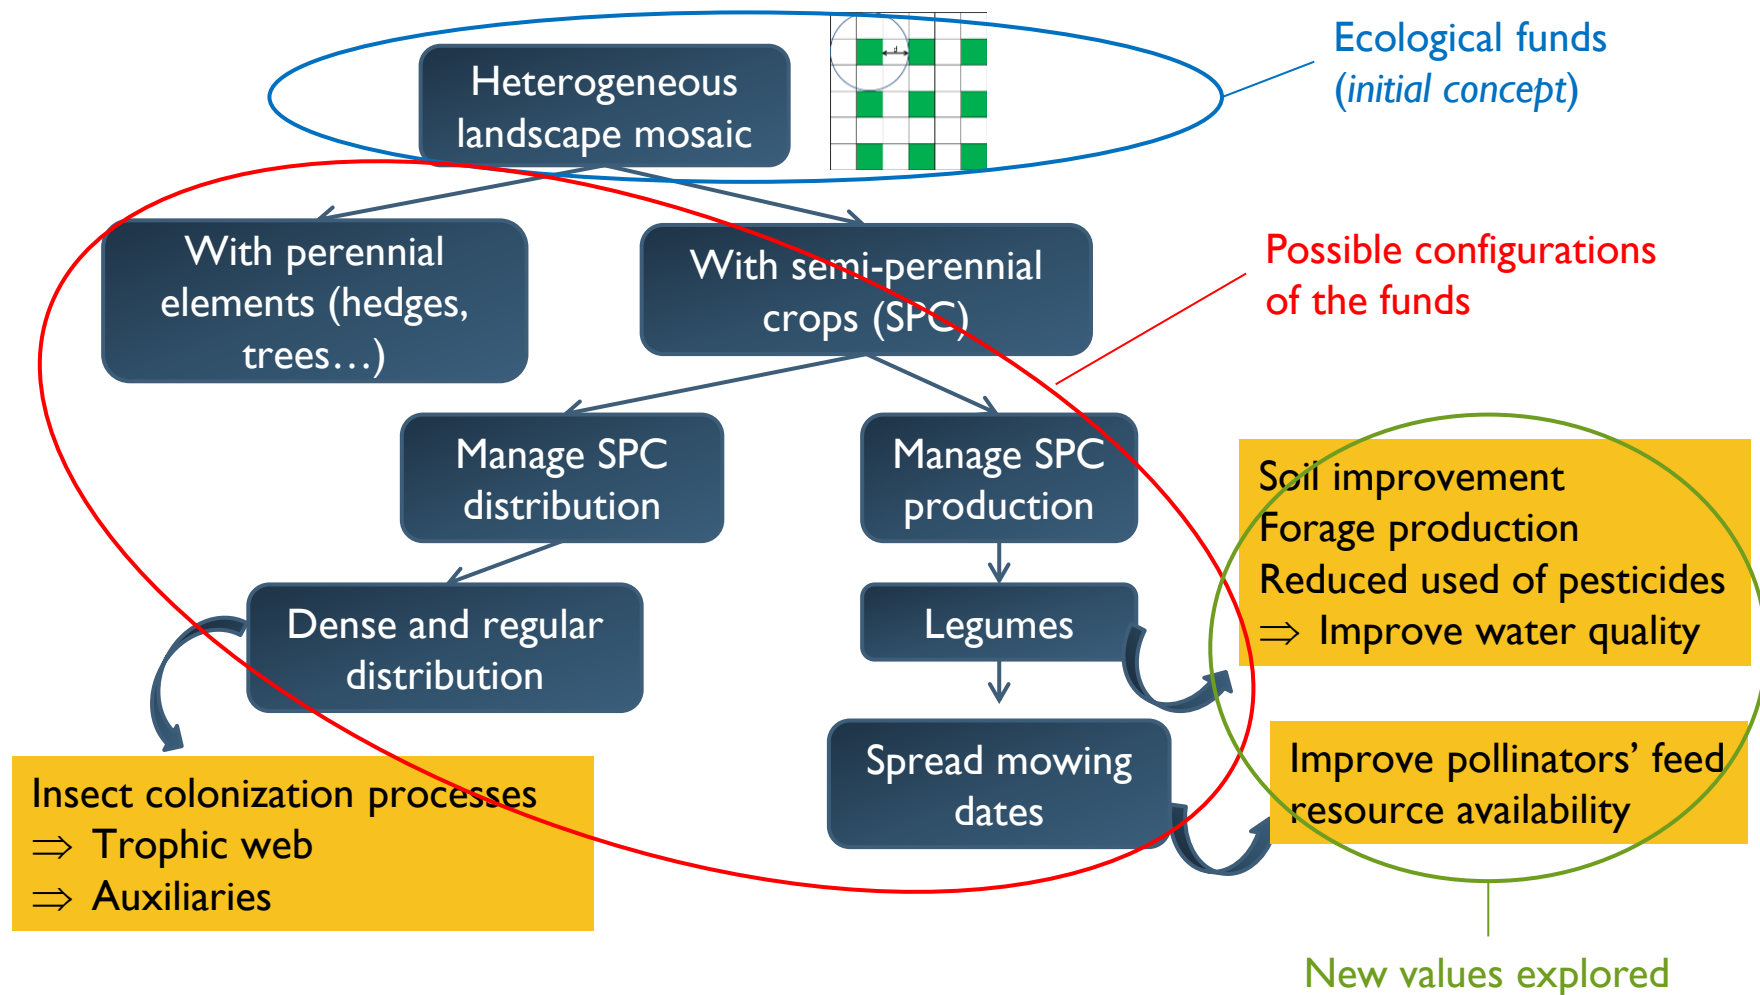 Heterogeneous
landscape mosaic
d
Ecological funds
(initial concept)
With perennial
elements (hedges,
trees…)
With semi-perennial
crops (SPC)
Possible configurations
of the funds
Manage SPC
distribution
Manage SPC
production
Soil improvement
Forage production
Reduced used of pesticides
⇒ Improve water quality
Dense and regular
distribution
Legumes
Spread mowing
dates
Improve pollinators’ feed
resource availability
Insect colonization processes
⇒ Trophic web
⇒ Auxiliaries
New values explored